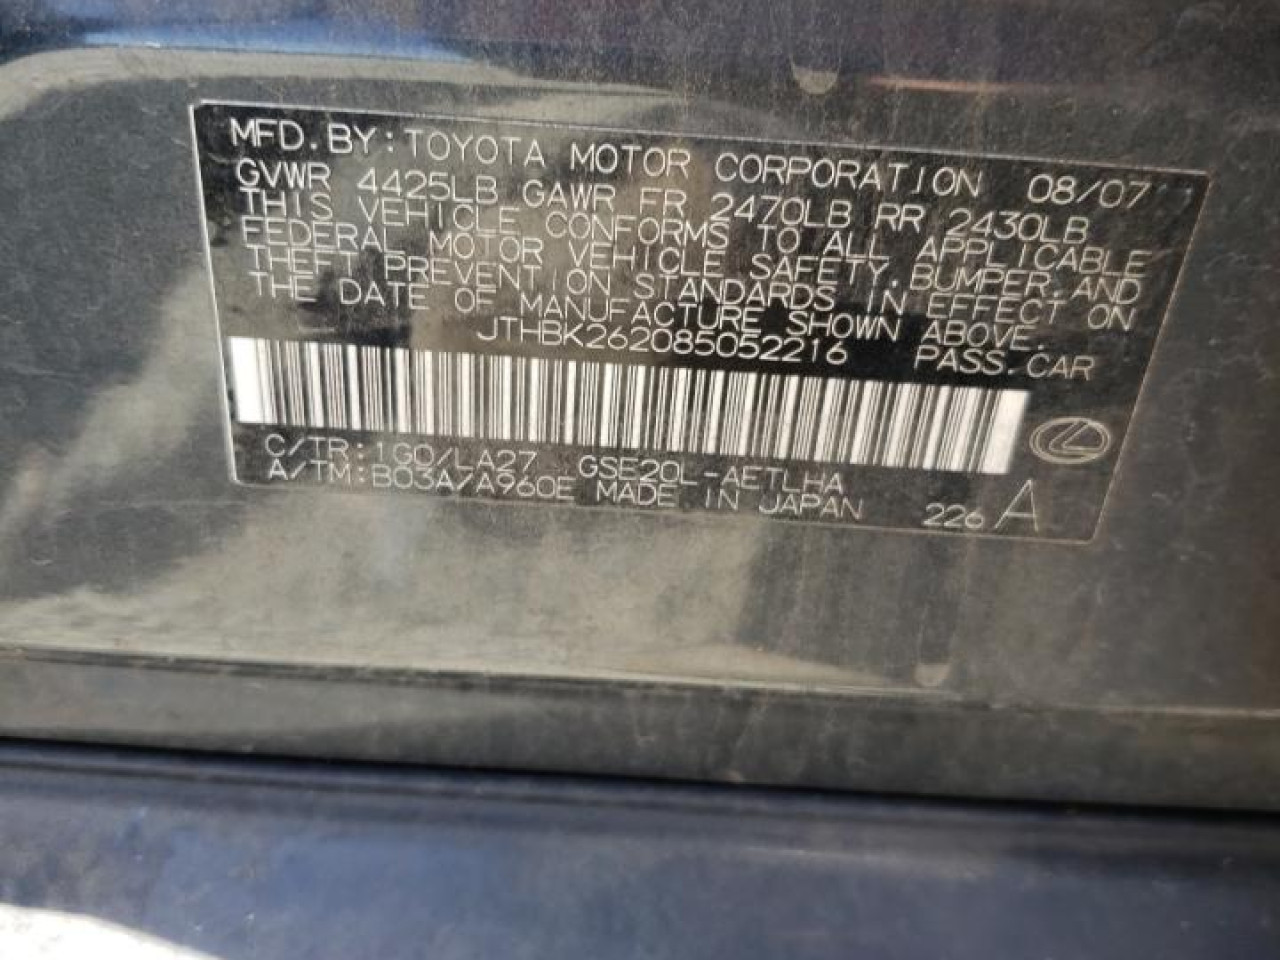 MFD. BY: TOYOTA MOTOR CORPORATION 08/07
GVWR 4425LB GAWR FR 2470LB RR 2430LB
THIS VEHICLE CONFORMS TO ALL APPLICABLE
FEDERAL MOTOR VEHICLE SAFETY, BUMPER, AND
THEFT PREVENTION STANDARDS IN EFFECT ON
THE DATE OF MANUFACTURE SHOWN ABOVE.
JTHBK262085052216 PASS. CAR
C/TR: 1G0/LA27 GSE20L-AETLHA
A/TM: B03A/A960E MADE IN JAPAN 226 A